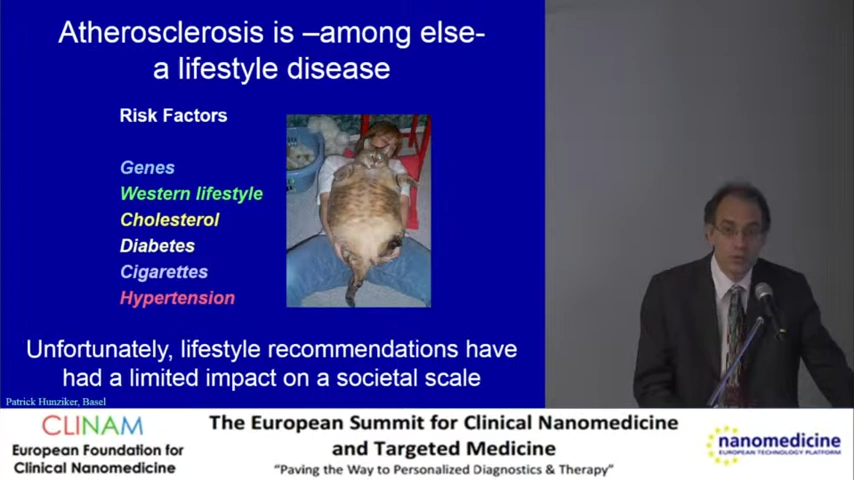 Atherosclerosis is –among else-
a lifestyle disease
Risk Factors
Genes
Western lifestyle
Cholesterol
Diabetes
Cigarettes
Hypertension
Unfortunately, lifestyle recommendations have
had a limited impact on a societal scale
Patrick Hunziker, Basel
CLINAM
European Foundation for
Clinical Nanomedicine
The European Summit for Clinical Nanomedicine
and Targeted Medicine
“Paving the Way to Personalized Diagnostics & Therapy”
nanomedicine
EUROPEAN TECHNOLOGY PLATFORM